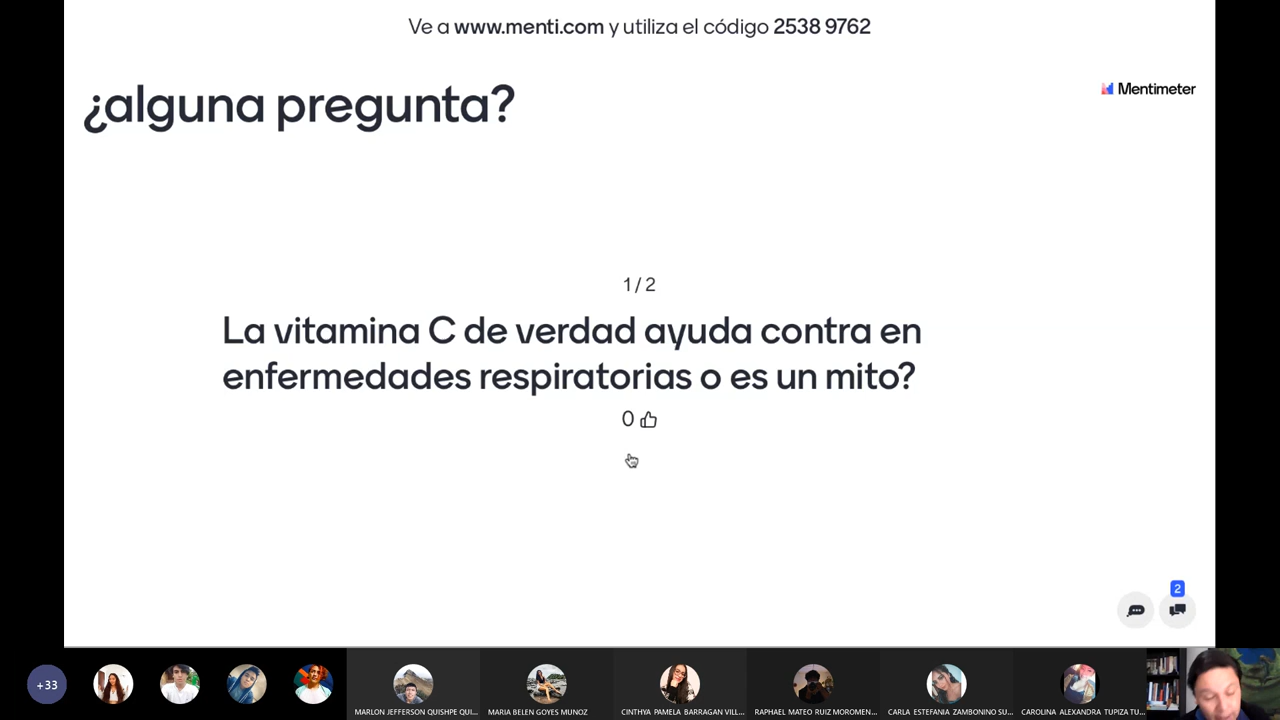 Ve a www.menti.com y utiliza el código 2538 9762
¿alguna pregunta?
Mentimeter
1 / 2
La vitamina C de verdad ayuda contra en
enfermedades respiratorias o es un mito?
0
2
+33
MARLON JEFFERSON QUISHPE QUI...
MARIA BELEN GOYES MUNOZ
CINTHYA PAMELA BARRAGAN VILL...
RAPHAEL MATEO RUIZ MOROMEN...
CARLA ESTEFANIA ZAMBONINO SU...
CAROLINA ALEXANDRA TUPIZA TU...